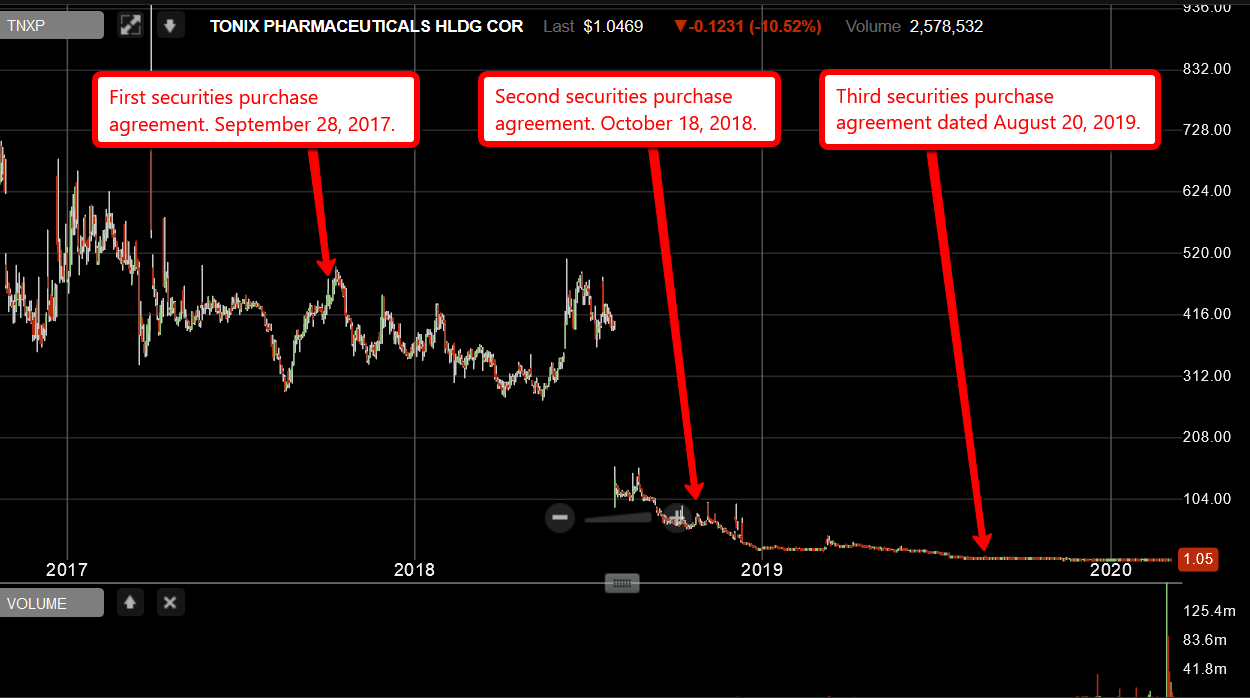 TNXP TONIX PHARMACEUTICALS HLDG COR Last $1.0469 ▼-0.1231 (-10.52%) Volume 2,578,532
936.00
832.00
First securities purchase
agreement. September 28, 2017.
Second securities purchase
agreement. October 18, 2018.
Third securities purchase
agreement dated August 20, 2019.
728.00
624.00
520.00
416.00
312.00
208.00
104.00
1.05
2017 2018 2019 2020
VOLUME
125.4m
83.6m
41.8m